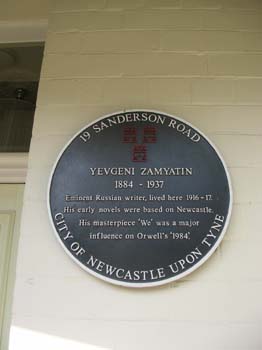 19 SANDERSON ROAD
YEVGENI ZAMYATIN
1884 - 1937
Eminent Russian writer, lived here 1916 - 17.
His early novels were based on Newcastle.
His masterpiece 'We' was a major
influence on Orwell's '1984'.
CITY OF NEWCASTLE UPON TYNE